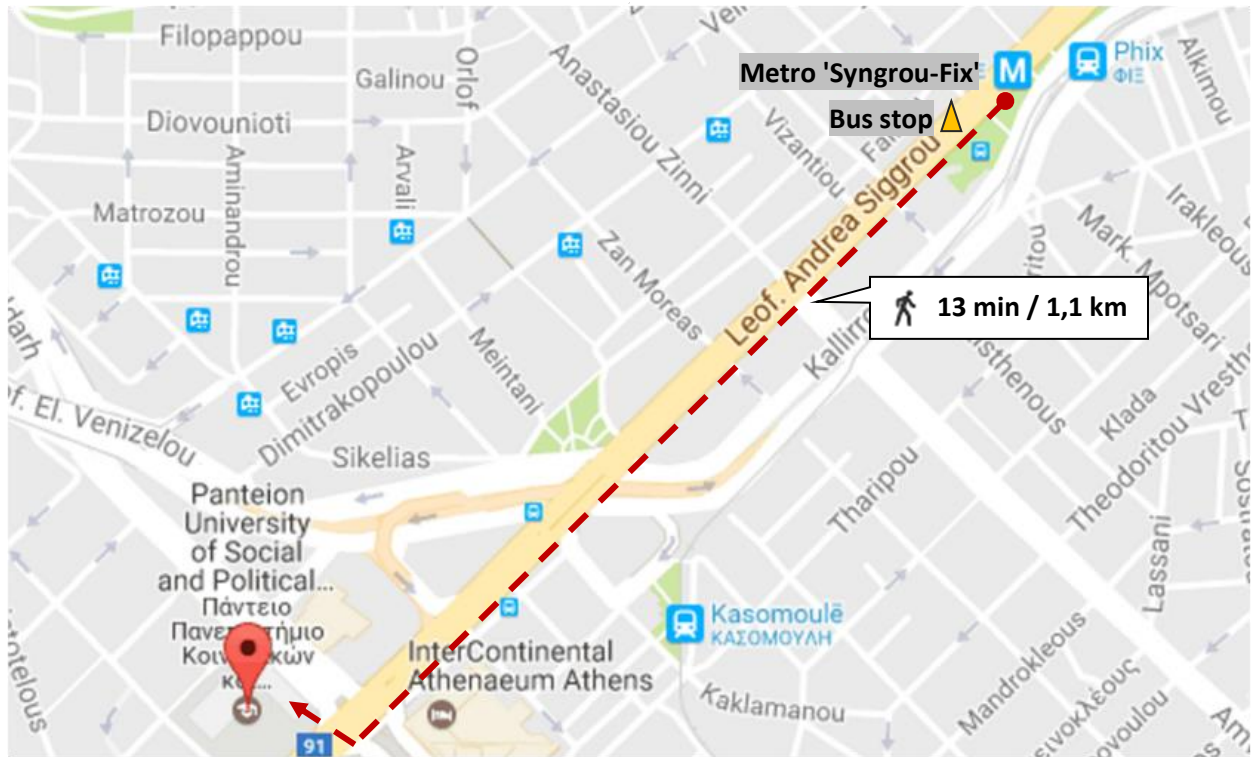 Filopappou
Galinou
Orlof
Diovounioti
Aminandrou
Arvali
Matrozou
Anastasiou Zinni
Vizantiou
Metro 'Syngrou-Fix'
M
Bus stop
Phix
ΦΙΞ
Alkimou
Irakleous
Mark. Mpotsari
Leof. Andrea Siggrou
Zan Moreas
13 min / 1,1 km
Meintani
Evropis
Dimitrakopoulou
Sikelias
f. El. Venizelou
Klada
Theodoritou Vresth
Tharipou
Lassani
Panteion
University
of Social
and Political...
Πάντειο
InterContinental
Athenaeum Athens
Kasomoulē
ΚΑΣΟΜΟΥΛΗ
Kaklamanou
Mandrokleous
91